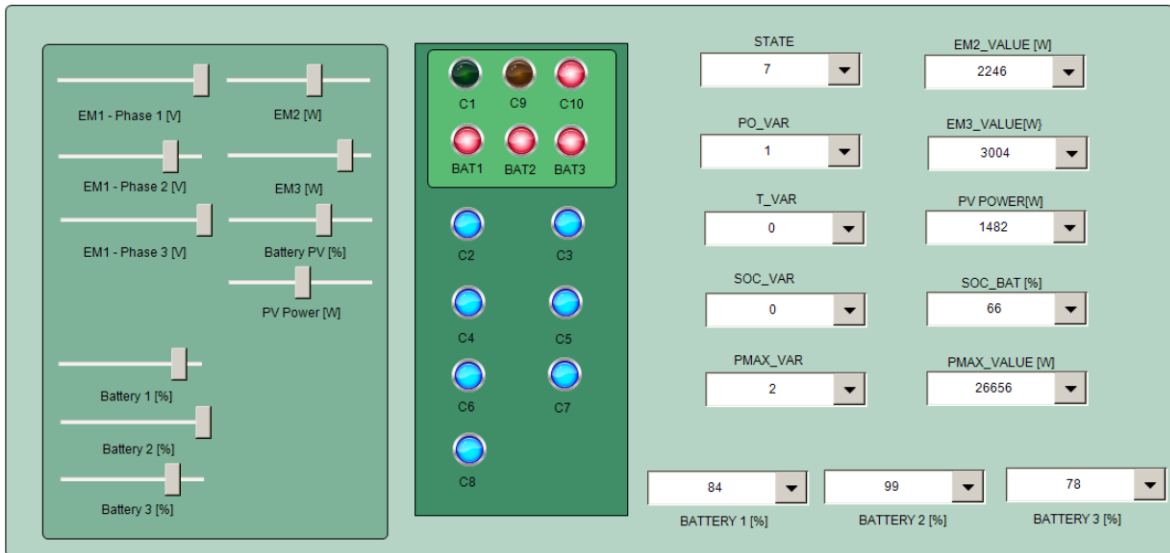 EM1 - Phase 1 [V]
EM2 [W]
EM1 - Phase 2 [V]
EM3 [W]
EM1 - Phase 3 [V]
Battery PV [%]
PV Power [W]
Battery 1 [%]
Battery 2 [%]
Battery 3 [%]
C1 C9 C10
BAT1 BAT2 BAT3
C2 C3
C4 C5
C6 C7
C8
STATE
7
EM2_VALUE [W]
2246
PO_VAR
1
EM3_VALUE[W}
3004
T_VAR
0
PV POWER[W]
1482
SOC_VAR
0
SOC_BAT [%]
66
PMAX_VAR
2
PMAX_VALUE [W]
26656
84
99
78
BATTERY 1 [%]
BATTERY 2 [%]
BATTERY 3 [%]